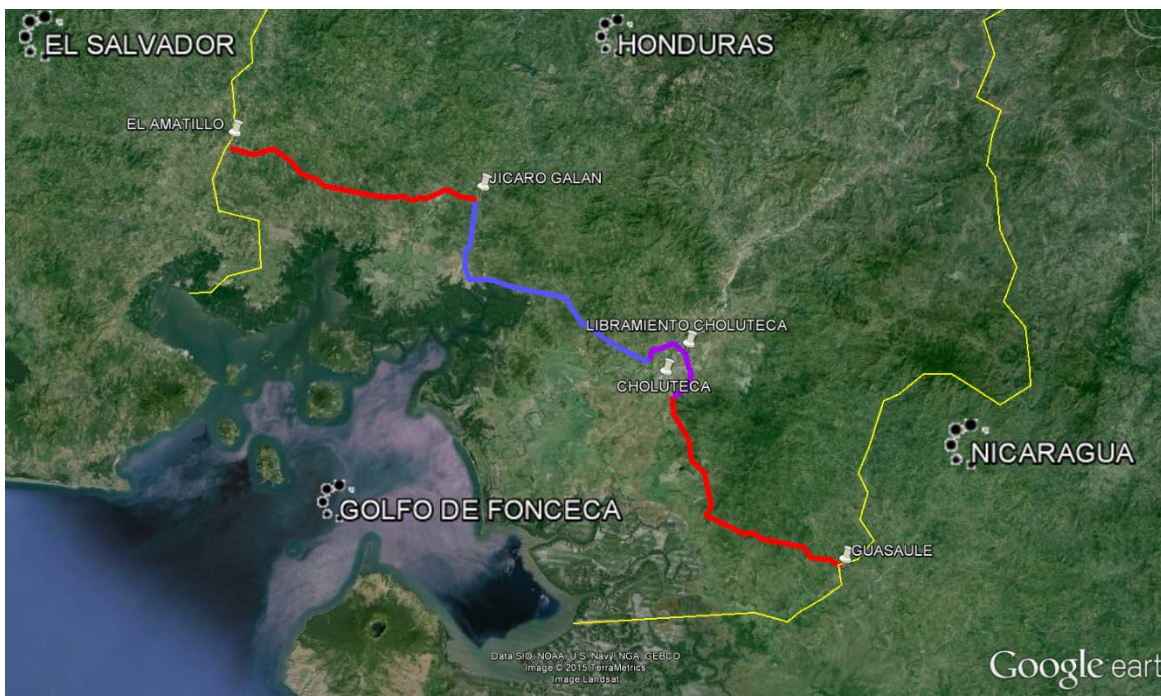 EL SALVADOR
HONDURAS
EL AMATILLO
JICARO GALAN
LIBRAMIENTO CHOLUTECA
CHOLUTECA
NICARAGUA
GOLFO DE FONCECA
GUASAULE
Data SIO, NOAA, U.S. Navy, NGA, GEBCO
Image © 2015 TerraMetrics
Image Landsat
Google eart